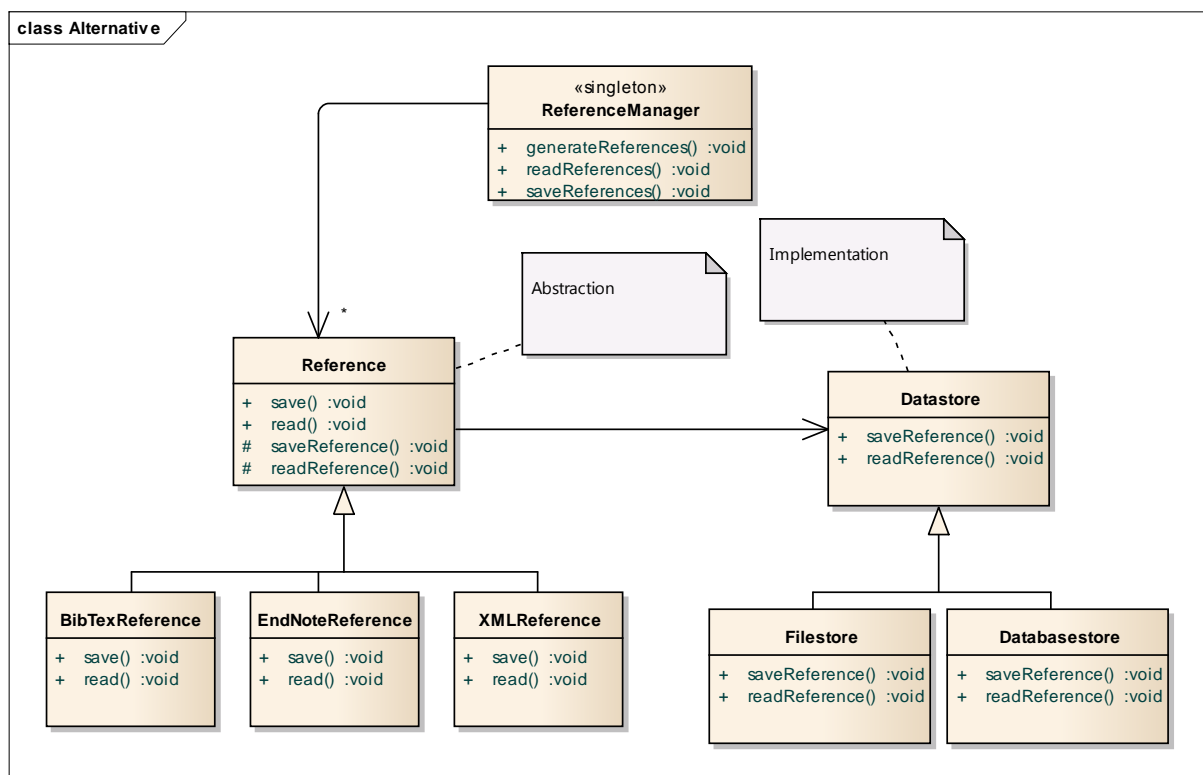 class Alternative
«singleton»
ReferenceManager
+ generateReferences() :void
+ readReferences() :void
+ saveReferences() :void
Implementation
Abstraction
*
Reference
+ save() :void
+ read() :void
# saveReference() :void
# readReference() :void
Datastore
+ saveReference() :void
+ readReference() :void
BibTexReference
+ save() :void
+ read() :void
EndNoteReference
+ save() :void
+ read() :void
XMLReference
+ save() :void
+ read() :void
Filestore
+ saveReference() :void
+ readReference() :void
Databasestore
+ saveReference() :void
+ readReference() :void